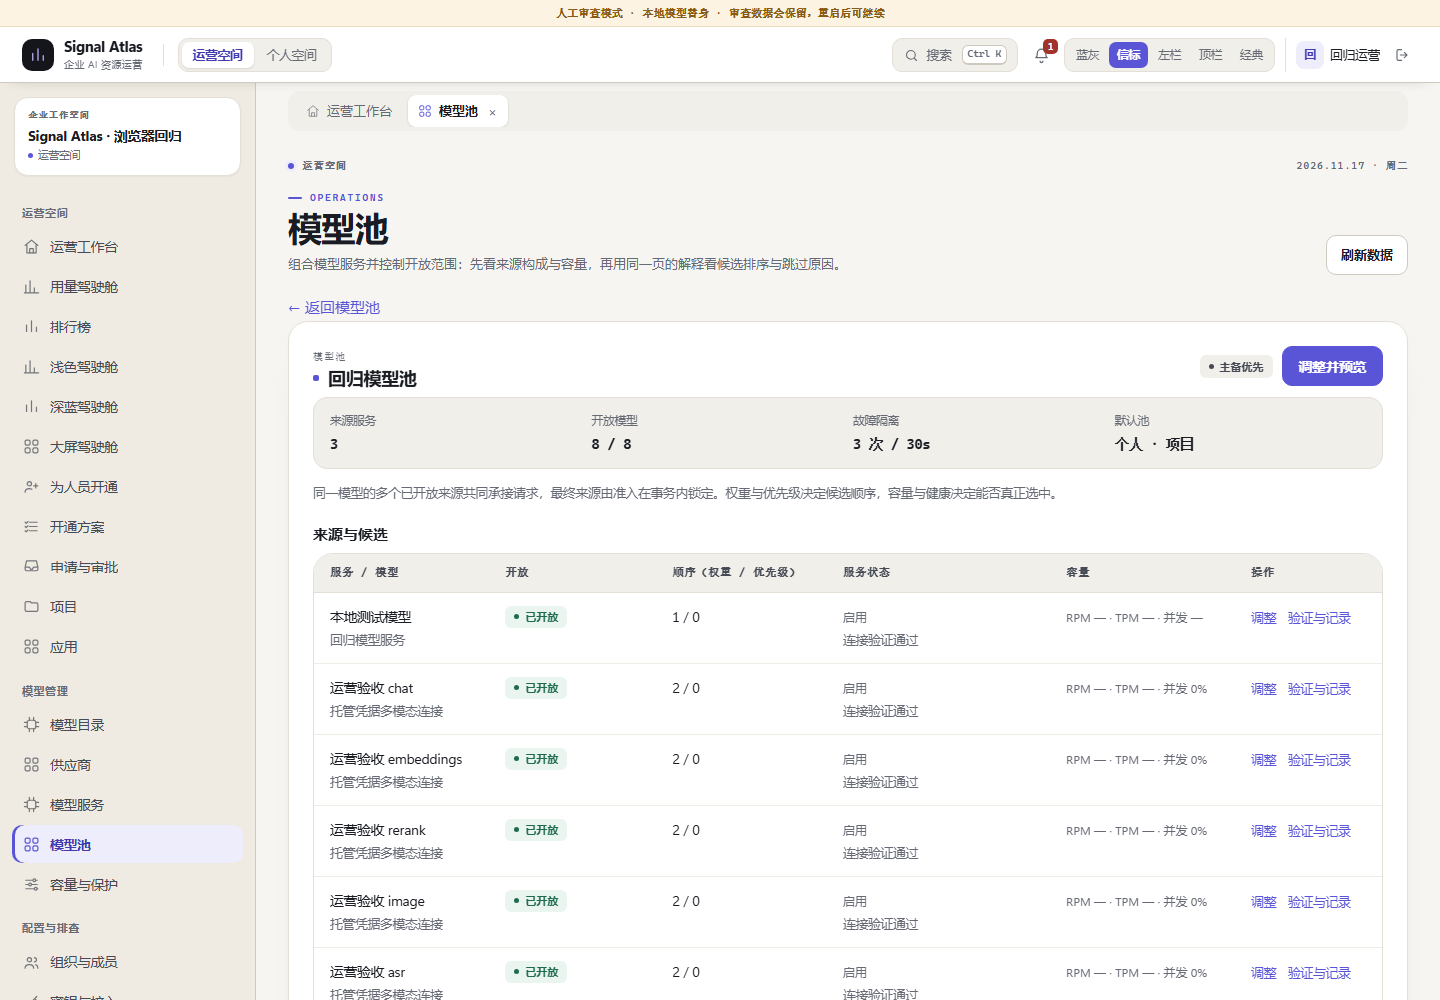 人工审查模式 · 本地模型替身 · 审查数据会保留，重启后可继续
Signal Atlas
企业 AI 资源运营
运营空间
个人空间
搜索
Ctrl K
1
蓝灰
信标
左栏
顶栏
经典
回
回归运营
企业工作空间
Signal Atlas · 浏览器回归
运营空间
运营空间
运营工作台
用量驾驶舱
排行榜
浅色驾驶舱
深蓝驾驶舱
大屏驾驶舱
为人员开通
开通方案
申请与审批
项目
应用
模型管理
模型目录
供应商
模型服务
模型池
容量与保护
配置与排查
组织与成员
运营工作台
模型池 ×
运营空间
2026.11.17 · 周二
OPERATIONS
模型池
组合模型服务并控制开放范围：先看来源构成与容量，再用同一页的解释看候选排序与跳过原因。
刷新数据
← 返回模型池
模型池
回归模型池
主备优先
调整并预览
来源服务
3
开放模型
8 / 8
故障隔离
3 次 / 30s
默认池
个人 · 项目
同一模型的多个已开放来源共同承接请求，最终来源由准入在事务内锁定。权重与优先级决定候选顺序，容量与健康决定能否真正选中。
来源与候选
服务 / 模型 开放 顺序（权重 / 优先级） 服务状态 容量 操作
本地测试模型 已开放 1 / 0 启用 RPM — · TPM — · 并发 — 调整 验证与记录
回归模型服务 连接验证通过
运营验收 chat 已开放 2 / 0 启用 RPM — · TPM — · 并发 0% 调整 验证与记录
托管凭据多模态连接 连接验证通过
运营验收 embeddings 已开放 2 / 0 启用 RPM — · TPM — · 并发 0% 调整 验证与记录
托管凭据多模态连接 连接验证通过
运营验收 rerank 已开放 2 / 0 启用 RPM — · TPM — · 并发 0% 调整 验证与记录
托管凭据多模态连接 连接验证通过
运营验收 image 已开放 2 / 0 启用 RPM — · TPM — · 并发 0% 调整 验证与记录
托管凭据多模态连接 连接验证通过
运营验收 asr 已开放 2 / 0 启用 RPM — · TPM — · 并发 0% 调整 验证与记录
托管凭据多模态连接 连接验证通过